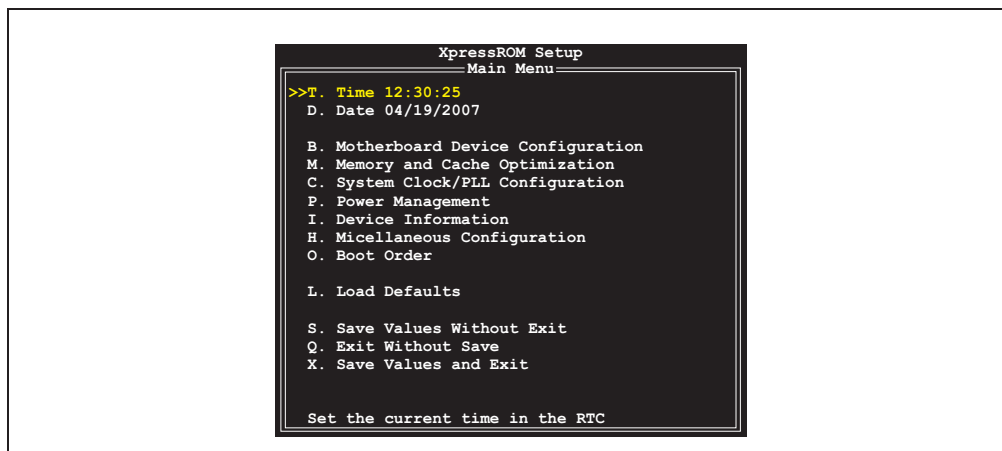 XpressROM Setup
Main Menu
>>T. Time 12:30:25
D. Date 04/19/2007
B. Motherboard Device Configuration
M. Memory and Cache Optimization
C. System Clock/PLL Configuration
P. Power Management
I. Device Information
H. Micellaneous Configuration
O. Boot Order
L. Load Defaults
S. Save Values Without Exit
Q. Exit Without Save
X. Save Values and Exit
Set the current time in the RTC